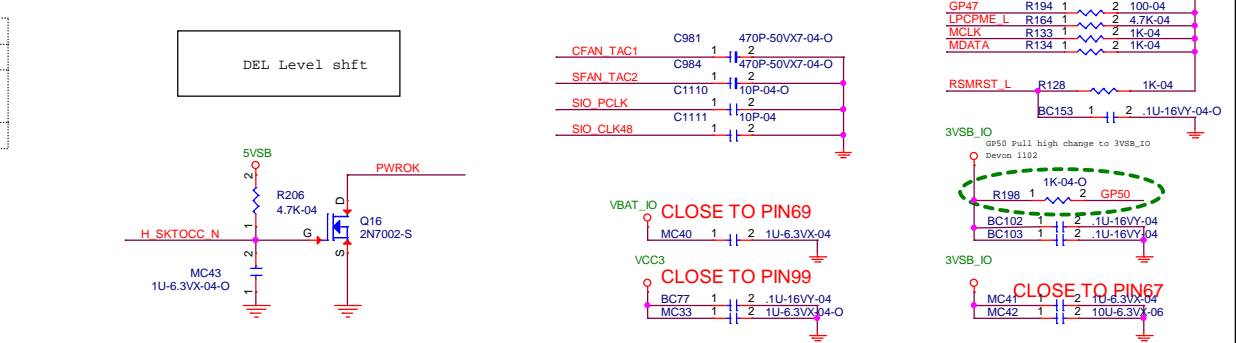 DEL Level shft
5VSB
2
R206
4.7K-04
1
PWROK
D
Q16
2N7002-S
G
S
H_SKTOCC_N
2
MC43
1U-6.3VX-04-O
1
C981 470P-50VX7-04-O
CFAN_TAC1 1 2
C984 470P-50VX7-04-O
SFAN_TAC2 1 2
C1110 10P-04-O
SIO_PCLK 1 2
C1111 10P-04
SIO_CLK48 1 2
VBAT_IO CLOSE TO PIN69
MC40 1 2 1U-6.3VX-04
VCC3
CLOSE TO PIN99
BC77 1 2 .1U-16VY-04
MC33 1 2 1U-6.3VX-04-O
GP47 R194 1 2 100-04
LPCPME_L R164 1 2 4.7K-04
MCLK R133 1 2 1K-04
MDATA R134 1 2 1K-04
RSMRST_L R128 1K-04
BC153 1 2 .1U-16VY-04-O
3VSB_IO
GP50 Pull high change to 3VSB_IO
Devon 1102
1K-04-O
R198 1 2 GP50
BC102 1 2 .1U-16VY-04
BC103 1 2 .1U-16VY-04
3VSB_IO
CLOSE TO PIN67
MC41 1 2 1U-6.3VX-04
MC42 1 2 10U-6.3VX-06